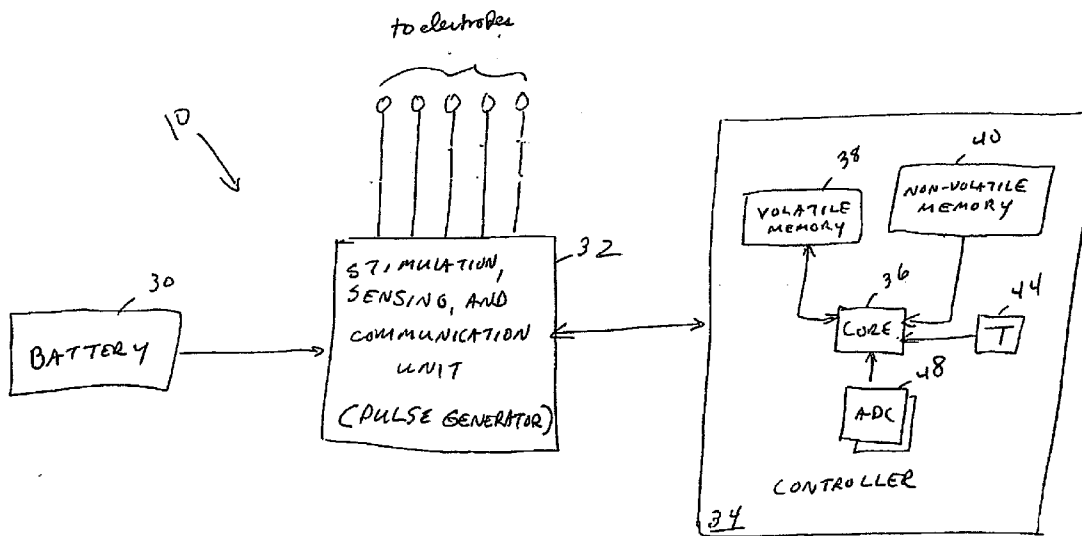 to electrodes
10
30
BATTERY
32
STIMULATION,
SENSING, AND
COMMUNICATION
UNIT
(PULSE GENERATOR)
38
VOLATILE
MEMORY
40
NON-VOLATILE
MEMORY
36
CORE
44
T
48
ADC
CONTROLLER
34